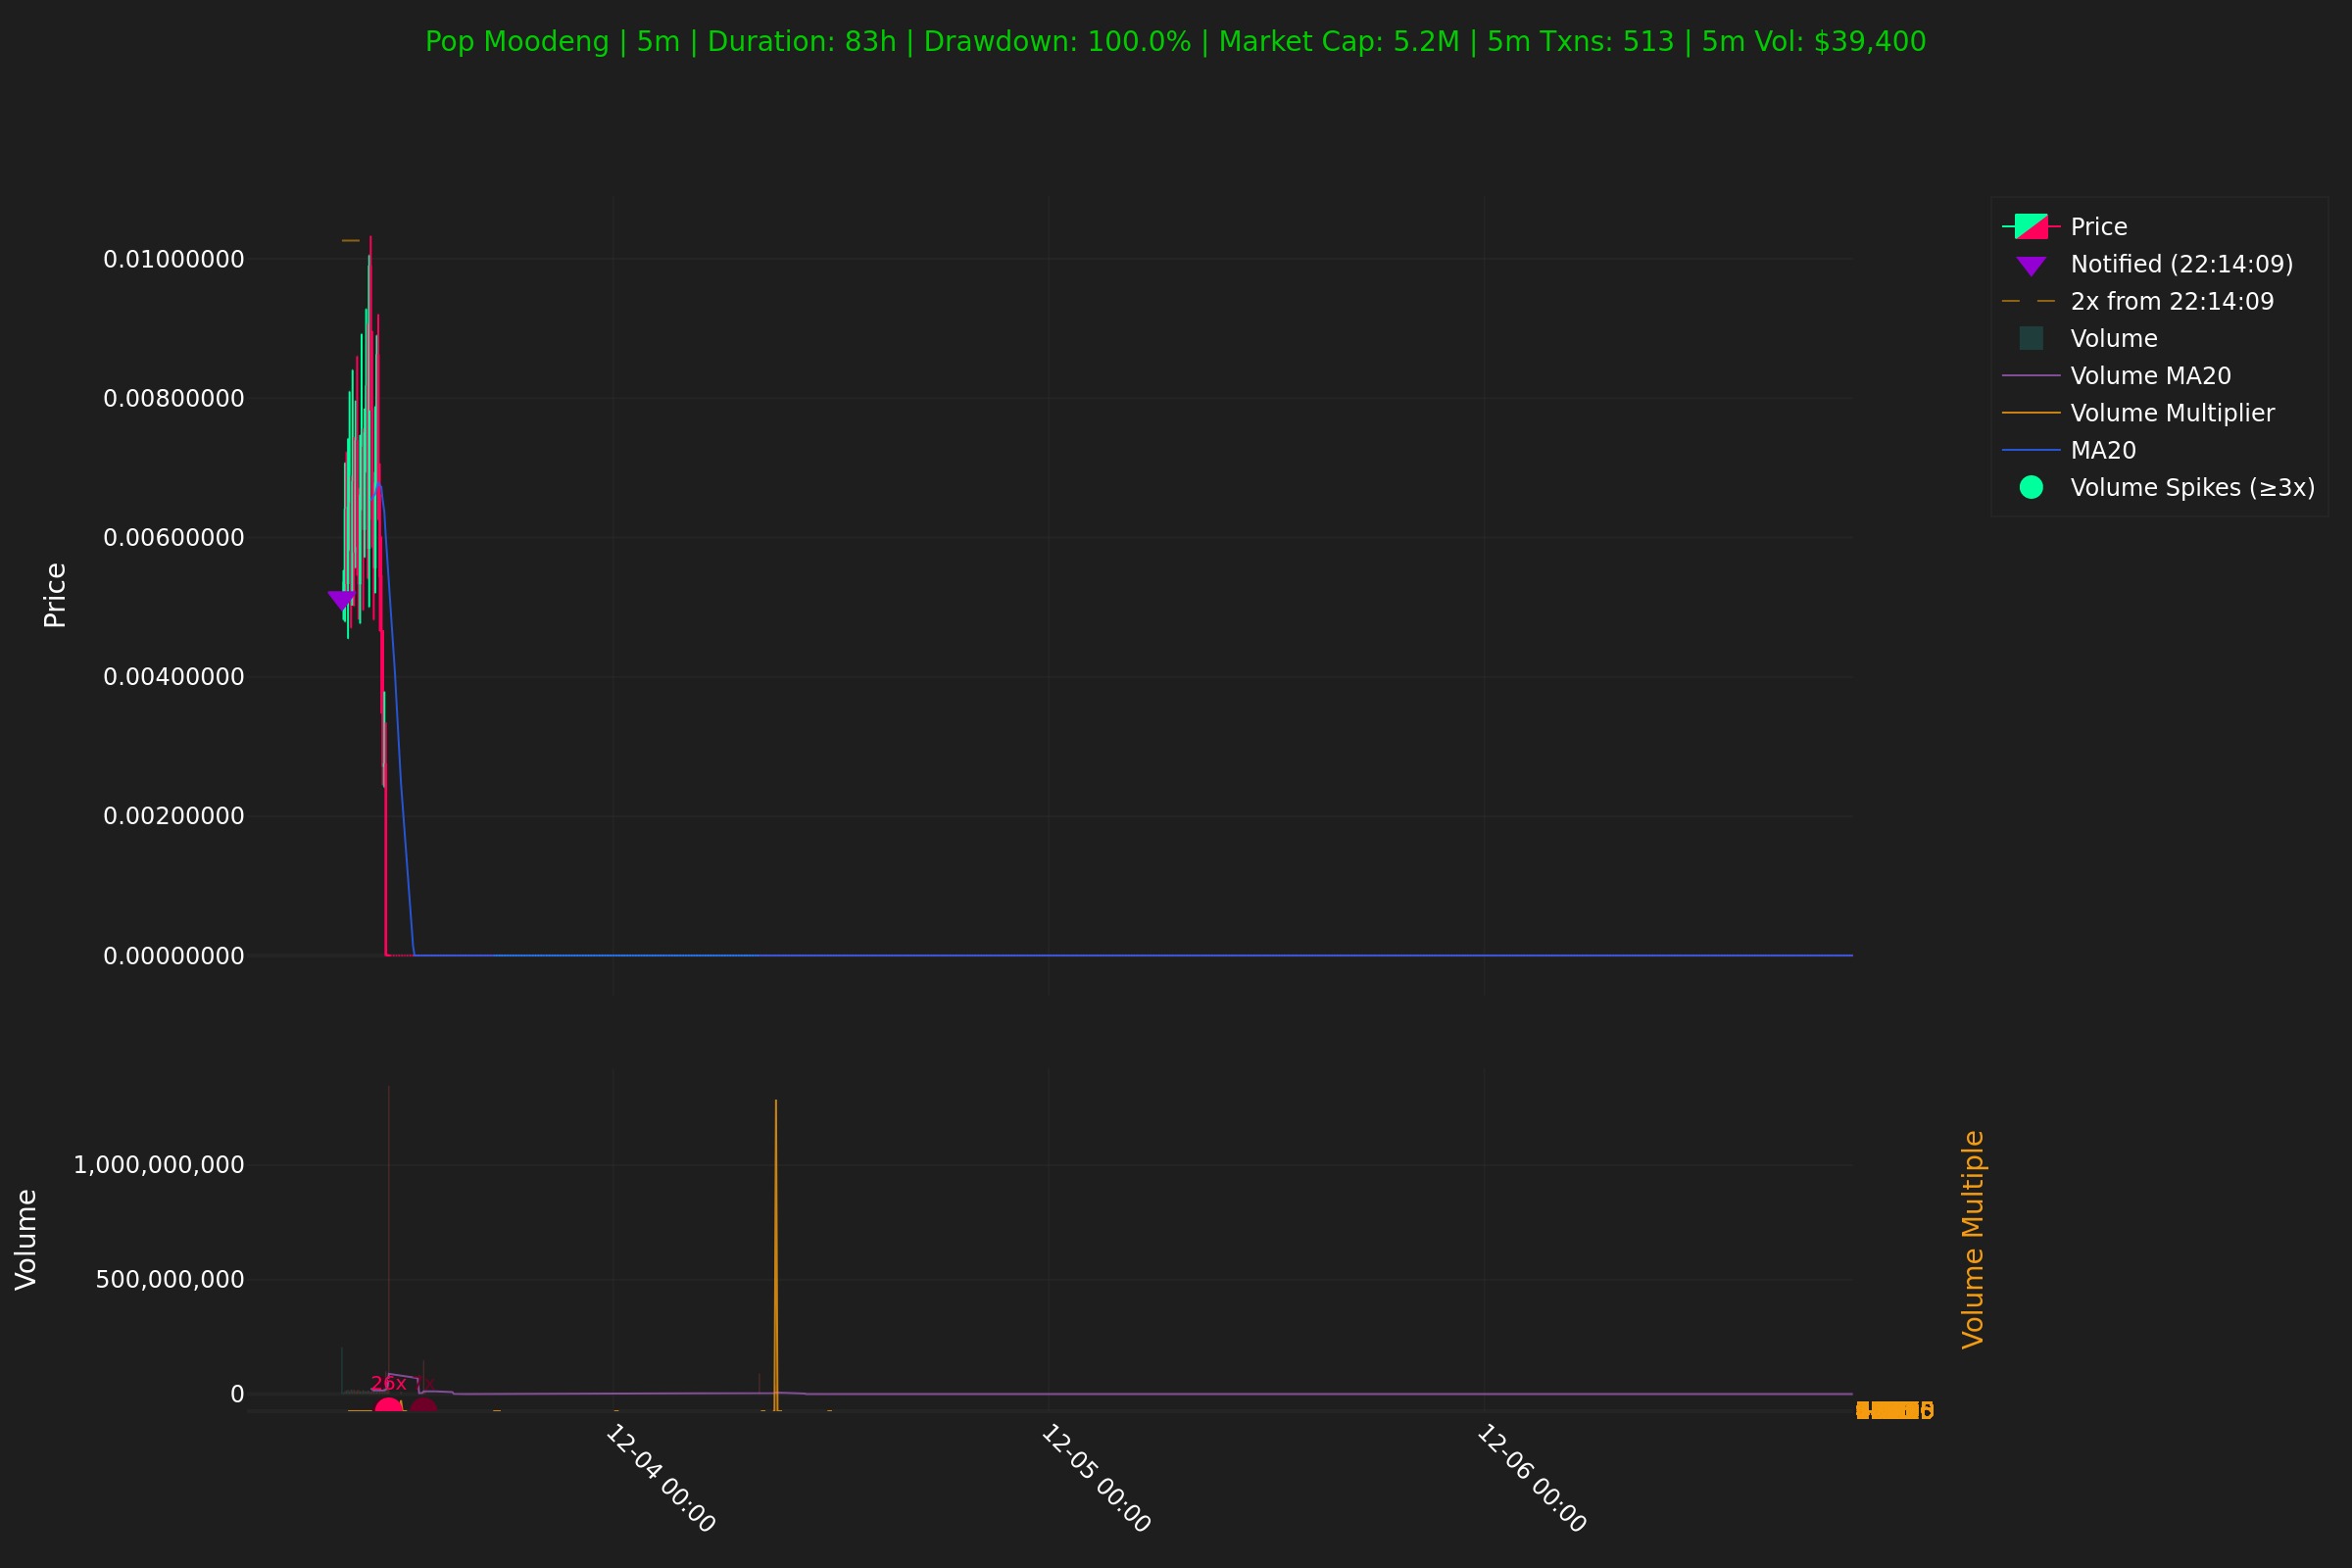 Pop Moodeng | 5m | Duration: 83h | Drawdown: 100.0% | Market Cap: 5.2M | 5m Txns: 513 | 5m Vol: $39,400
Price
Notified (22:14:09)
2x from 22:14:09
Volume
Volume MA20
Volume Multiplier
MA20
Volume Spikes (≥3x)
0.01000000
0.00800000
0.00600000
0.00400000
0.00200000
0.00000000
Price
1,000,000,000
500,000,000
0
Volume
26x
Volume Multiple
12-04 00:00
12-05 00:00
12-06 00:00